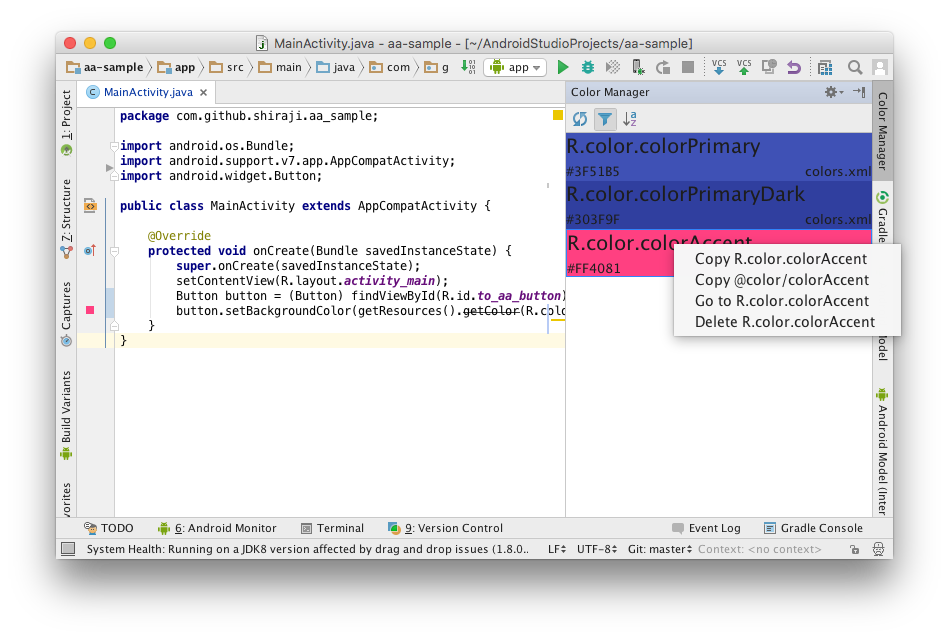 MainActivity.java - aa-sample - [~/AndroidStudioProjects/aa-sample]
aa-sample app src main java com g app VCS VCS
1: Project
Z: Structure
Captures
Build Variants
vorites
MainActivity.java
package com.github.shiraji.aa_sample;
import android.os.Bundle;
import android.support.v7.app.AppCompatActivity;
import android.widget.Button;
public class MainActivity extends AppCompatActivity {
@Override
protected void onCreate(Bundle savedInstanceState) {
super.onCreate(savedInstanceState);
setContentView(R.layout.activity_main);
Button button = (Button) findViewById(R.id.to_aa_button)
button.setBackgroundColor(getResources().getColor(R.colo
}
}
Color Manager
R.color.colorPrimary
#3F51B5 colors.xml
R.color.colorPrimaryDark
#303F9F colors.xml
R.color.colorAccent
#FF4081
Copy R.color.colorAccent
Copy @color/colorAccent
Go to R.color.colorAccent
Delete R.color.colorAccent
Color Manager
Gradle
odel
Android Model (Inter
TODO 6: Android Monitor Terminal 9: Version Control Event Log Gradle Console
System Health: Running on a JDK8 version affected by drag and drop issues (1.8.0.. LF UTF-8 Git: master Context: <no context>